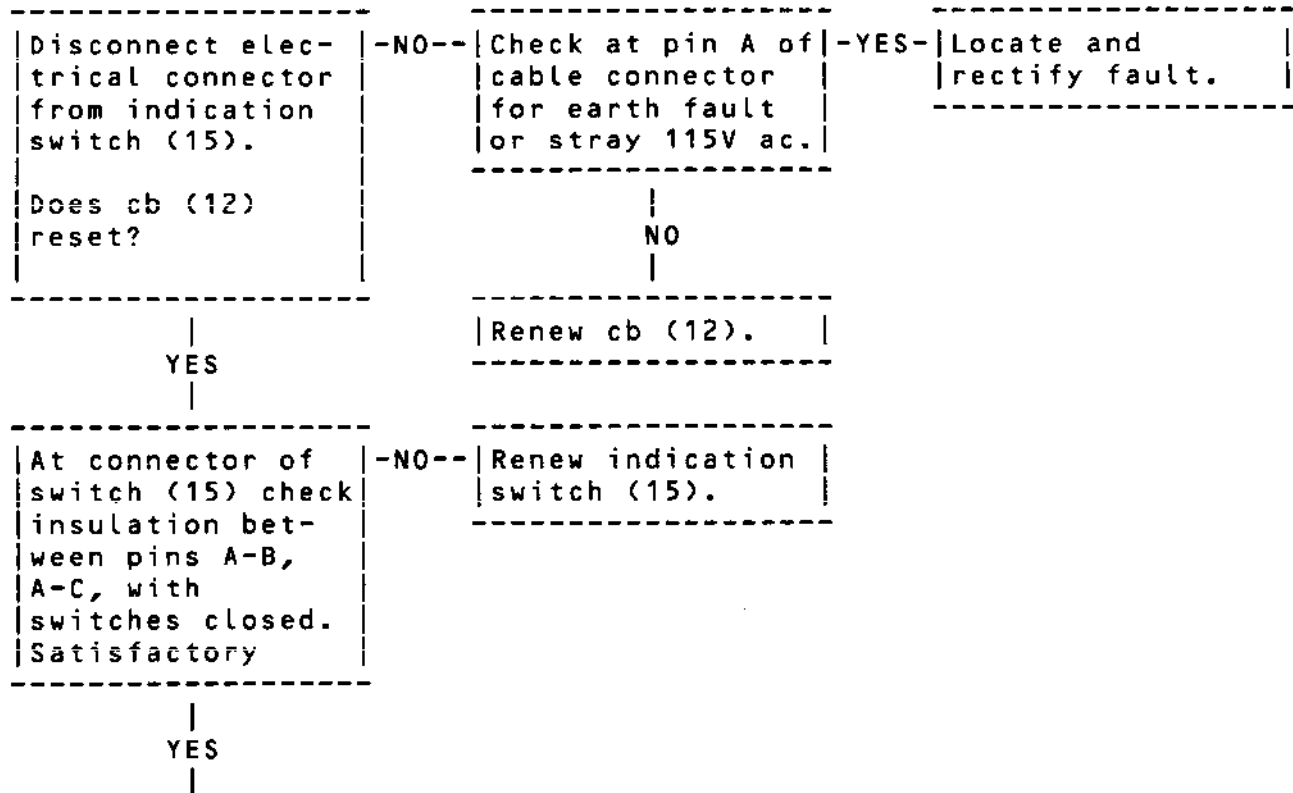 Disconnect elec-
trical connector
from indication
switch (15).
Does cb (12)
reset?
-NO--
Check at pin A of
cable connector
for earth fault
or stray 115V ac.
-YES-
Locate and
rectify fault.
NO
Renew cb (12).
YES
At connector of
switch (15) check
insulation bet-
ween pins A-B,
A-C, with
switches closed.
Satisfactory
-NO--
Renew indication
switch (15).
YES